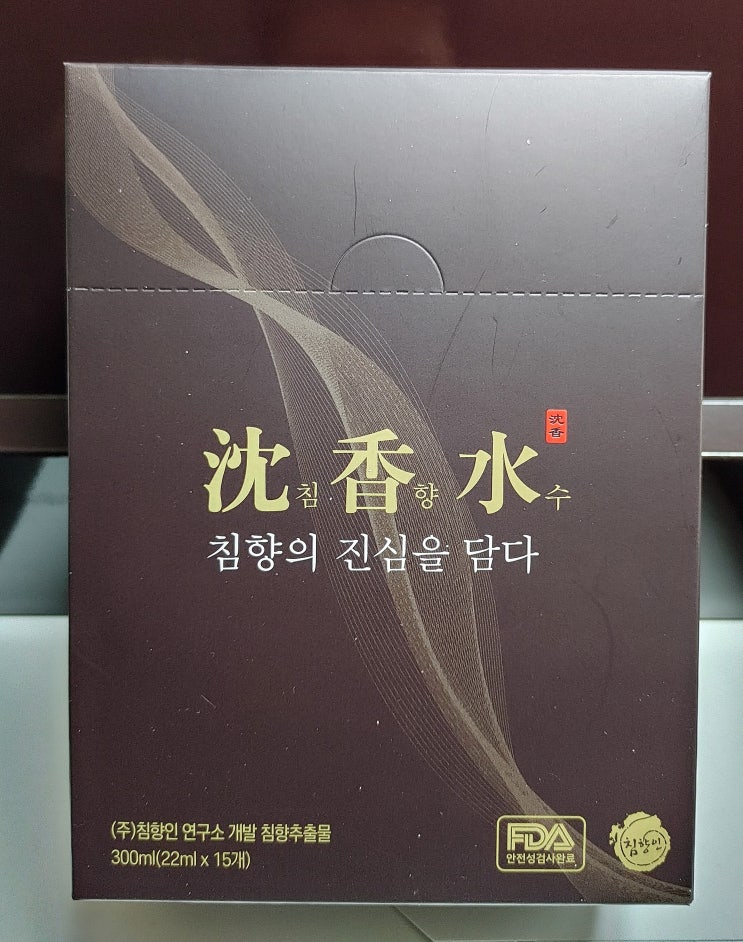 沈침香향水수
沈香
침향의 진심을 담다
(주)침향인 연구소 개발 침향추출물
300ml(22ml x 15개)
FDA
안전성검사완료
침향인